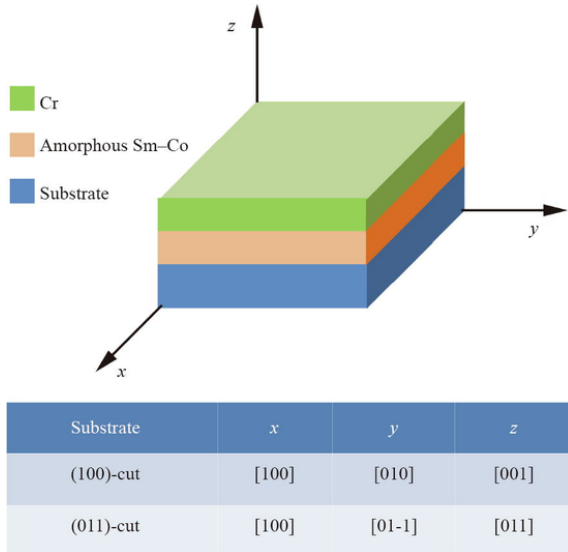 z
Cr
Amorphous Sm–Co
Substrate
y
x
Substrate x y z
(100)-cut [100] [010] [001]
(011)-cut [100] [01-1] [011]